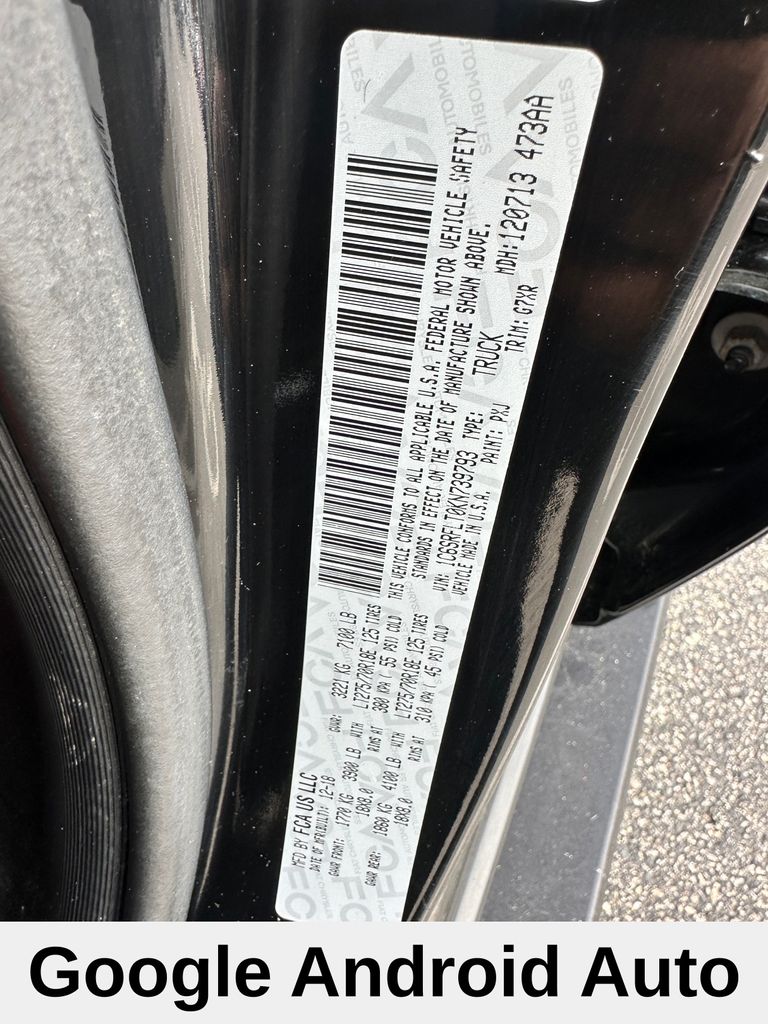 MFD BY FCA US LLC
DATE OF MFR(BUILT): 12-18 GVWR: 3221 KG 7100 LB
GAWR FRONT: 1770 KG 3900 LB WITH LT275/70R18E 125 TIRES
18X8.0 RIMS AT 380 KPA ( 55 PSI) COLD
GAWR REAR: 1860 KG 4100 LB WITH LT275/70R18E 125 TIRES
18X8.0 RIMS AT 310 KPA ( 45 PSI) COLD
THIS VEHICLE CONFORMS TO ALL APPLICABLE U.S.A. FEDERAL MOTOR VEHICLE SAFETY
STANDARDS IN EFFECT ON THE DATE OF MANUFACTURE SHOWN ABOVE.
VIN: 1C6SRFLT0KN739793 TYPE: TRUCK MDH: 120713 473AA
VEHICLE MADE IN U.S.A. PAINT: PXJ TRIM: G7XR
Google Android Auto